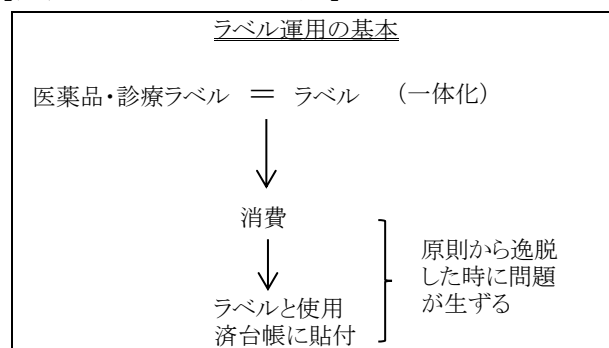 ラベル運用の基本
医薬品・診療ラベル ＝ ラベル （一体化）
消費
原則から逸脱
した時に問題
が生ずる
ラベルと使用
済台帳に貼付